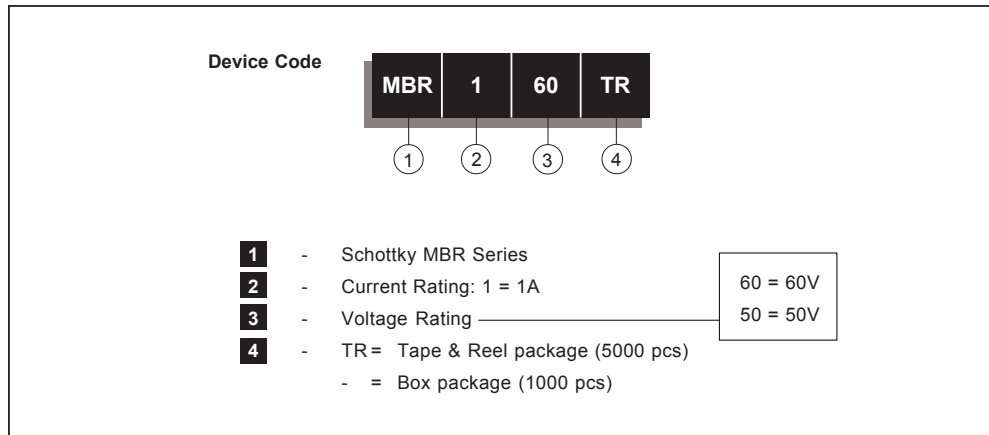 Device Code
MBR 1 60 TR
1 2 3 4
1 - Schottky MBR Series
2 - Current Rating: 1 = 1A
3 - Voltage Rating
60 = 60V
50 = 50V
4 - TR = Tape & Reel package (5000 pcs)
- = Box package (1000 pcs)